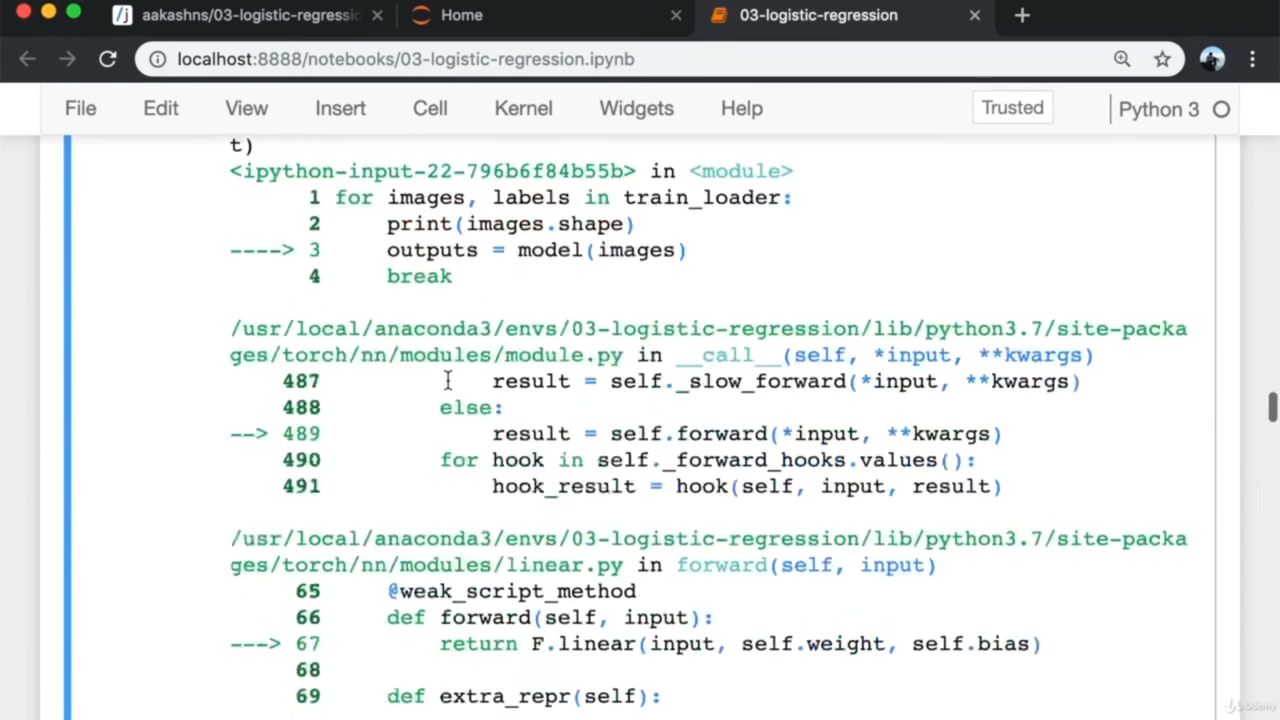 aakashns/03-logistic-regressio
Home
03-logistic-regression
localhost:8888/notebooks/03-logistic-regression.ipynb
File Edit View Insert Cell Kernel Widgets Help Trusted Python 3
t)
<ipython-input-22-796b6f84b55b> in <module>
1 for images, labels in train_loader:
2     print(images.shape)
----> 3     outputs = model(images)
4     break
/usr/local/anaconda3/envs/03-logistic-regression/lib/python3.7/site-packa
ges/torch/nn/modules/module.py in __call__(self, *input, **kwargs)
487             result = self._slow_forward(*input, **kwargs)
488         else:
--> 489             result = self.forward(*input, **kwargs)
490         for hook in self._forward_hooks.values():
491             hook_result = hook(self, input, result)
/usr/local/anaconda3/envs/03-logistic-regression/lib/python3.7/site-packa
ges/torch/nn/modules/linear.py in forward(self, input)
65     @weak_script_method
66     def forward(self, input):
---> 67         return F.linear(input, self.weight, self.bias)
68
69     def extra_repr(self):
Udemy